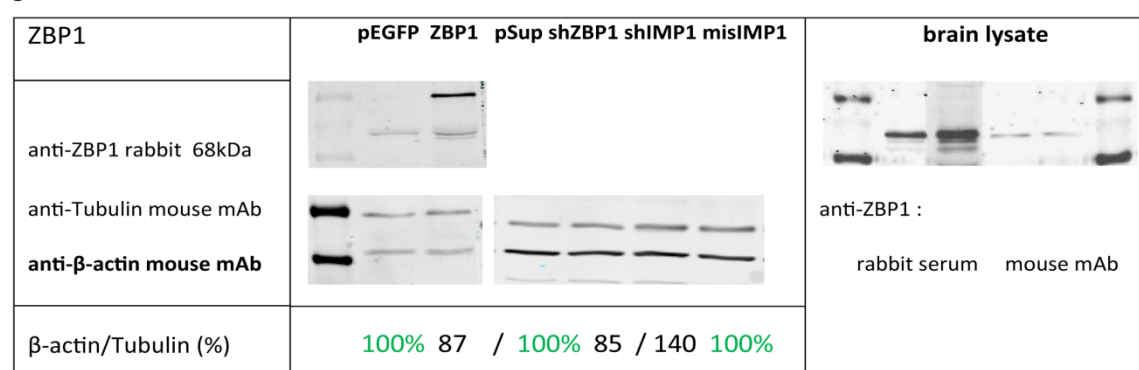 ZBP1
pEGFP ZBP1 pSup shZBP1 shIMP1 misIMP1
brain lysate
anti-ZBP1 rabbit 68kDa
anti-Tubulin mouse mAb
anti-β-actin mouse mAb
anti-ZBP1 :
rabbit serum mouse mAb
β-actin/Tubulin (%)
100% 87 / 100% 85 / 140 100%